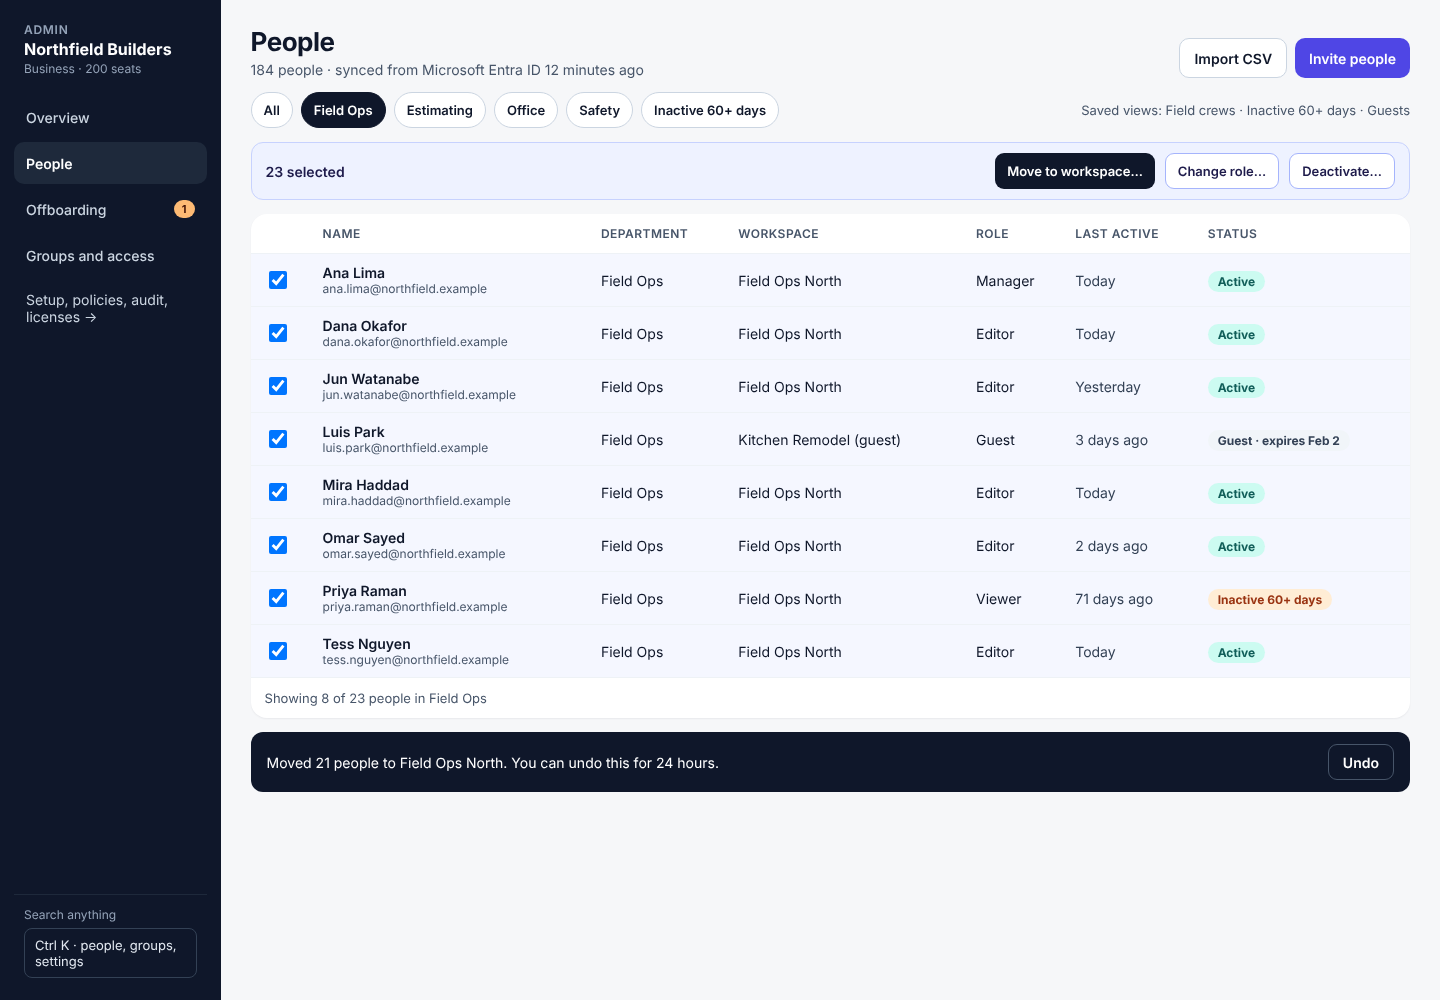 ADMIN
Northfield Builders
Business · 200 seats
Overview
People
Offboarding 1
Groups and access
Setup, policies, audit,
licenses →
Search anything
Ctrl K · people, groups,
settings
People
184 people · synced from Microsoft Entra ID 12 minutes ago
Import CSV Invite people
All Field Ops Estimating Office Safety Inactive 60+ days
Saved views: Field crews · Inactive 60+ days · Guests
23 selected
Move to workspace... Change role... Deactivate...
NAME DEPARTMENT WORKSPACE ROLE LAST ACTIVE STATUS
Ana Lima
ana.lima@northfield.example
Field Ops Field Ops North Manager Today Active
Dana Okafor
dana.okafor@northfield.example
Field Ops Field Ops North Editor Today Active
Jun Watanabe
jun.watanabe@northfield.example
Field Ops Field Ops North Editor Yesterday Active
Luis Park
luis.park@northfield.example
Field Ops Kitchen Remodel (guest) Guest 3 days ago Guest · expires Feb 2
Mira Haddad
mira.haddad@northfield.example
Field Ops Field Ops North Editor Today Active
Omar Sayed
omar.sayed@northfield.example
Field Ops Field Ops North Editor 2 days ago Active
Priya Raman
priya.raman@northfield.example
Field Ops Field Ops North Viewer 71 days ago Inactive 60+ days
Tess Nguyen
tess.nguyen@northfield.example
Field Ops Field Ops North Editor Today Active
Showing 8 of 23 people in Field Ops
Moved 21 people to Field Ops North. You can undo this for 24 hours.
Undo